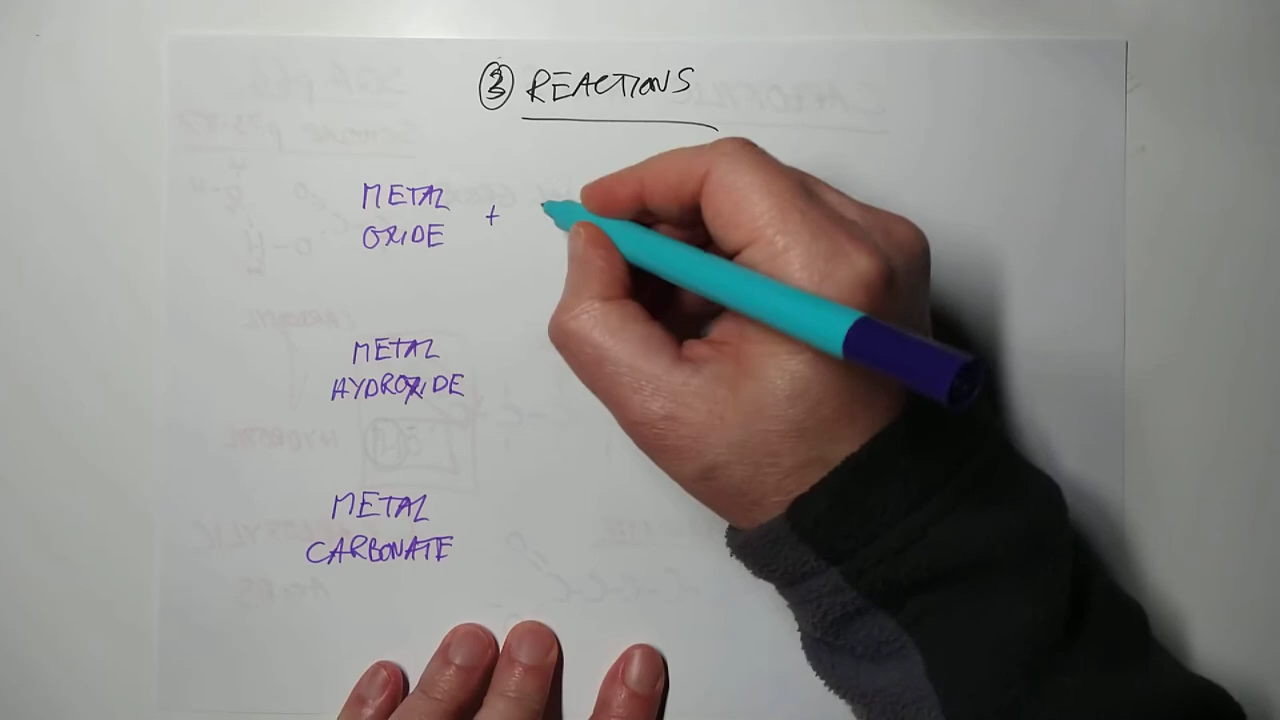 ③ REACTIONS
METAL
OXIDE +
METAL
HYDROXIDE
METAL
CARBONATE